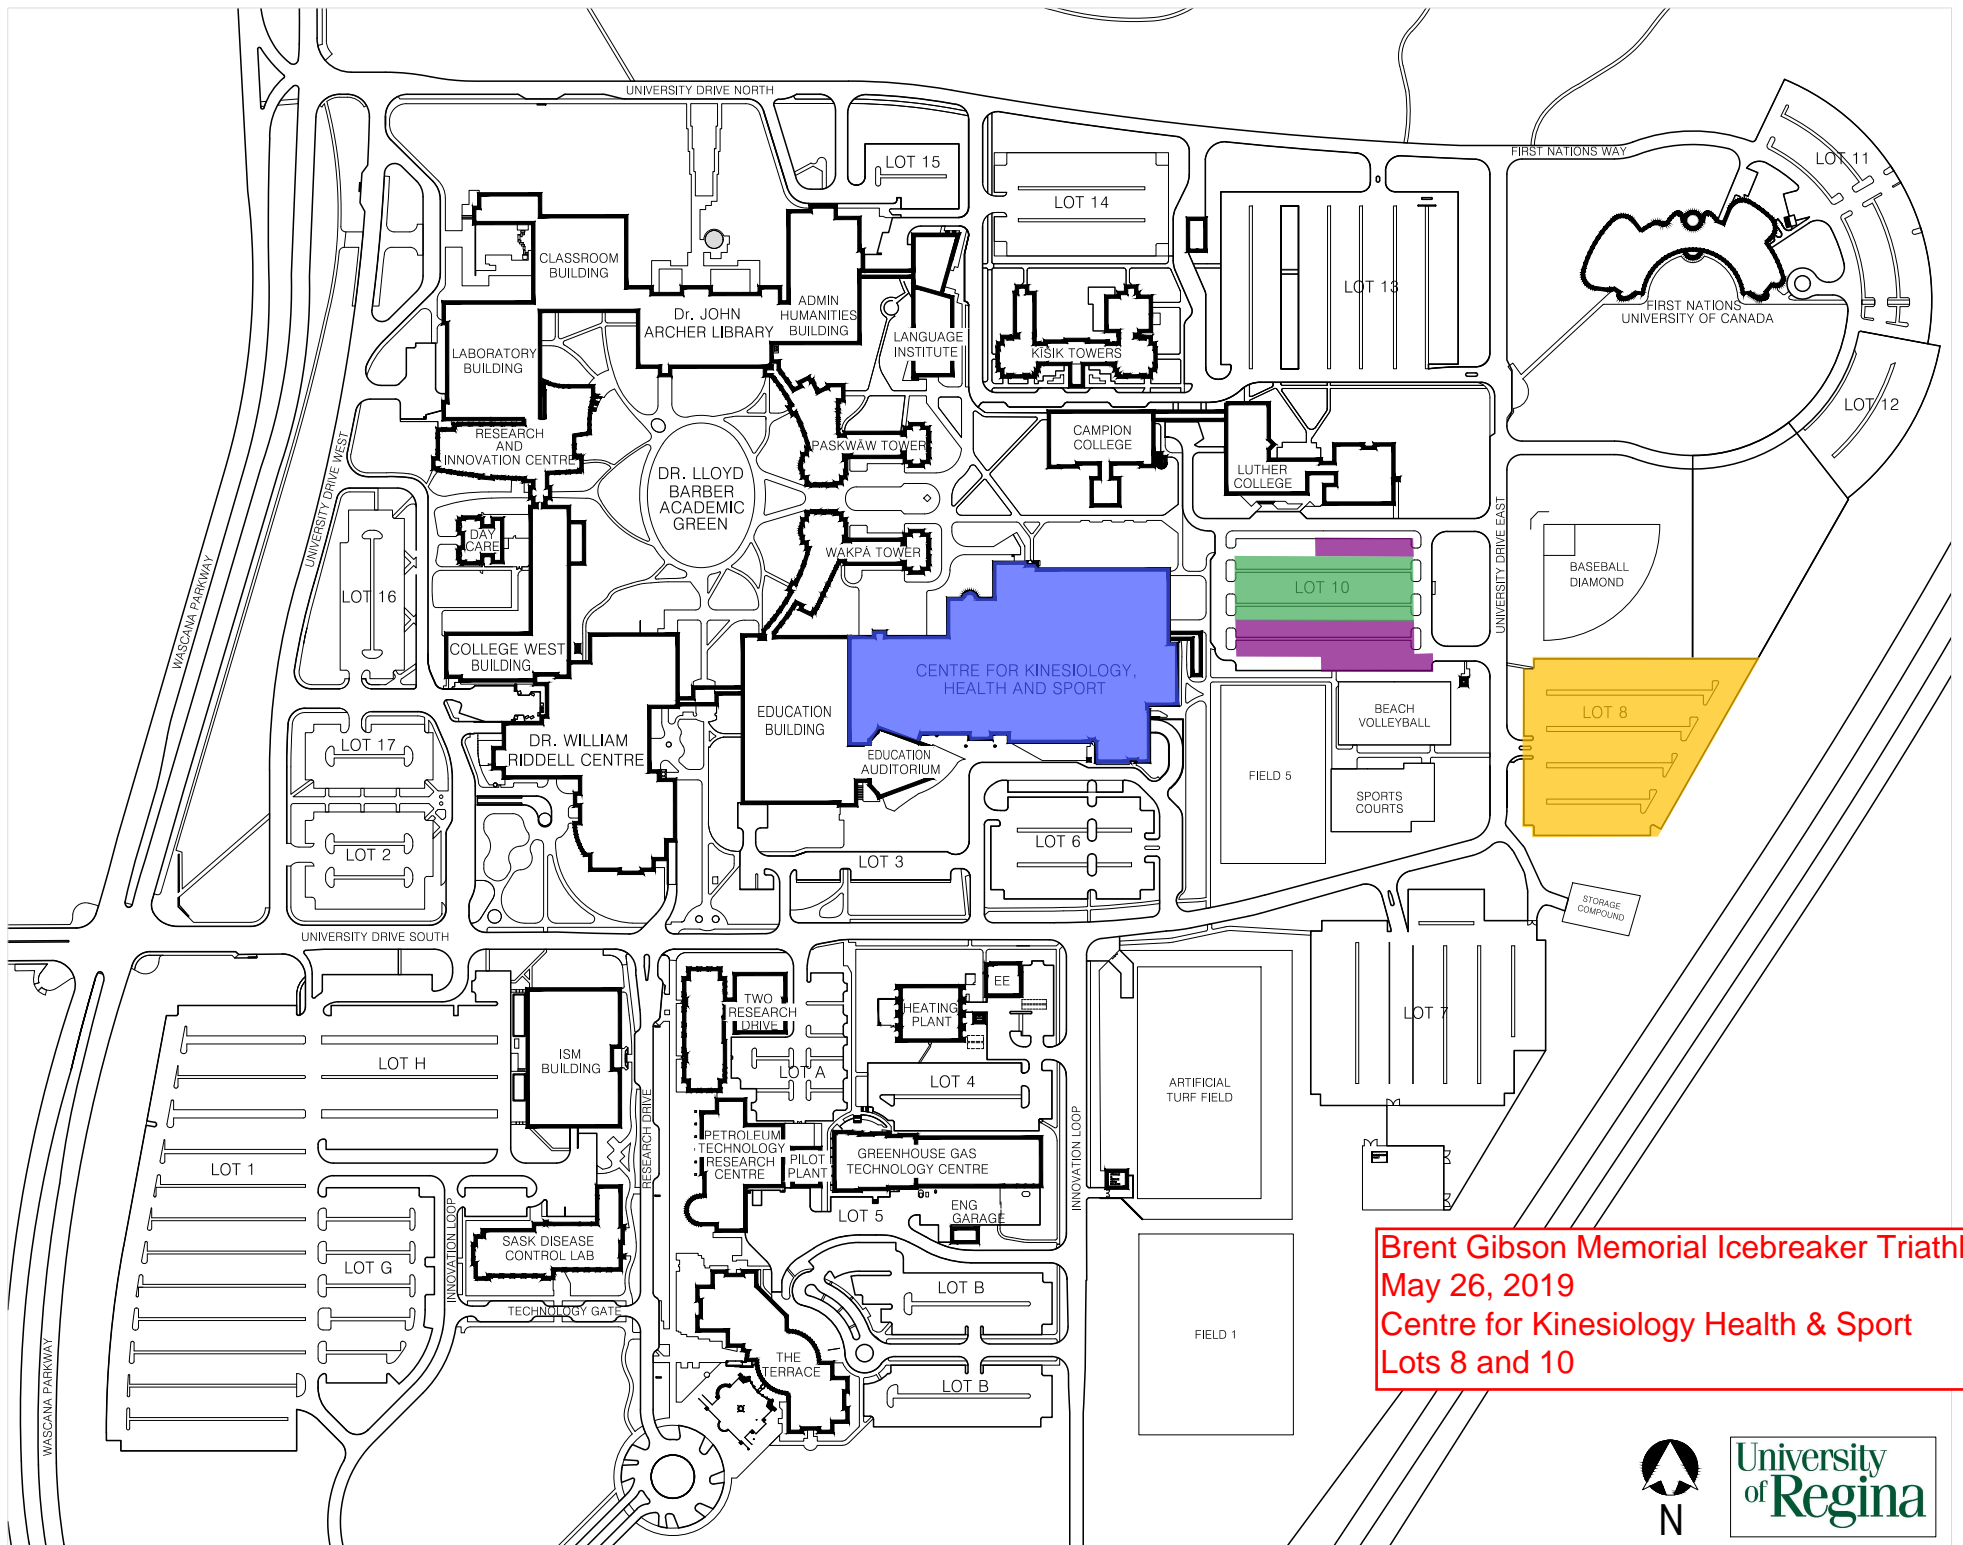 UNIVERSITY DRIVE NORTH
FIRST NATIONS WAY
LOT 11
LOT 15
LOT 14
CLASSROOM
BUILDING
LOT 13
ADMIN
HUMANITIES
BUILDING
Dr. JOHN
ARCHER LIBRARY
FIRST NATIONS
UNIVERSITY OF CANADA
LANGUAGE
INSTITUTE
KĪSIK TOWERS
LABORATORY
BUILDING
LOT 12
RESEARCH
AND
INNOVATION CENTRE
PASKWĀW TOWER
CAMPION
COLLEGE
LUTHER
COLLEGE
DR. LLOYD
BARBER
ACADEMIC
GREEN
UNIVERSITY DRIVE WEST
UNIVERSITY DRIVE EAST
DAY
CARE
WAKPĀ TOWER
BASEBALL
DIAMOND
LOT 10
LOT 16
WASCANA PARKWAY
COLLEGE WEST
BUILDING
CENTRE FOR KINESIOLOGY,
HEALTH AND SPORT
EDUCATION
BUILDING
BEACH
VOLLEYBALL
LOT 8
LOT 17
DR. WILLIAM
RIDDELL CENTRE
EDUCATION
AUDITORIUM
FIELD 5
SPORTS
COURTS
LOT 2
LOT 3
LOT 6
STORAGE
COMPOUND
UNIVERSITY DRIVE SOUTH
TWO
RESEARCH
DRIVE
HEATING
PLANT
EE
LOT 7
ISM
BUILDING
LOT H
LOT A
LOT 4
ARTIFICIAL
TURF FIELD
RESEARCH DRIVE
INNOVATION LOOP
PETROLEUM
TECHNOLOGY
RESEARCH
CENTRE
PILOT
PLANT
GREENHOUSE GAS
TECHNOLOGY CENTRE
LOT 1
LOT 5
ENG
GARAGE
INNOVATION LOOP
SASK DISEASE
CONTROL LAB
LOT G
LOT B
TECHNOLOGY GATE
FIELD 1
THE
TERRACE
LOT B
WASCANA PARKWAY
Brent Gibson Memorial Icebreaker Triathl
May 26, 2019
Centre for Kinesiology Health & Sport
Lots 8 and 10
N
University
of Regina